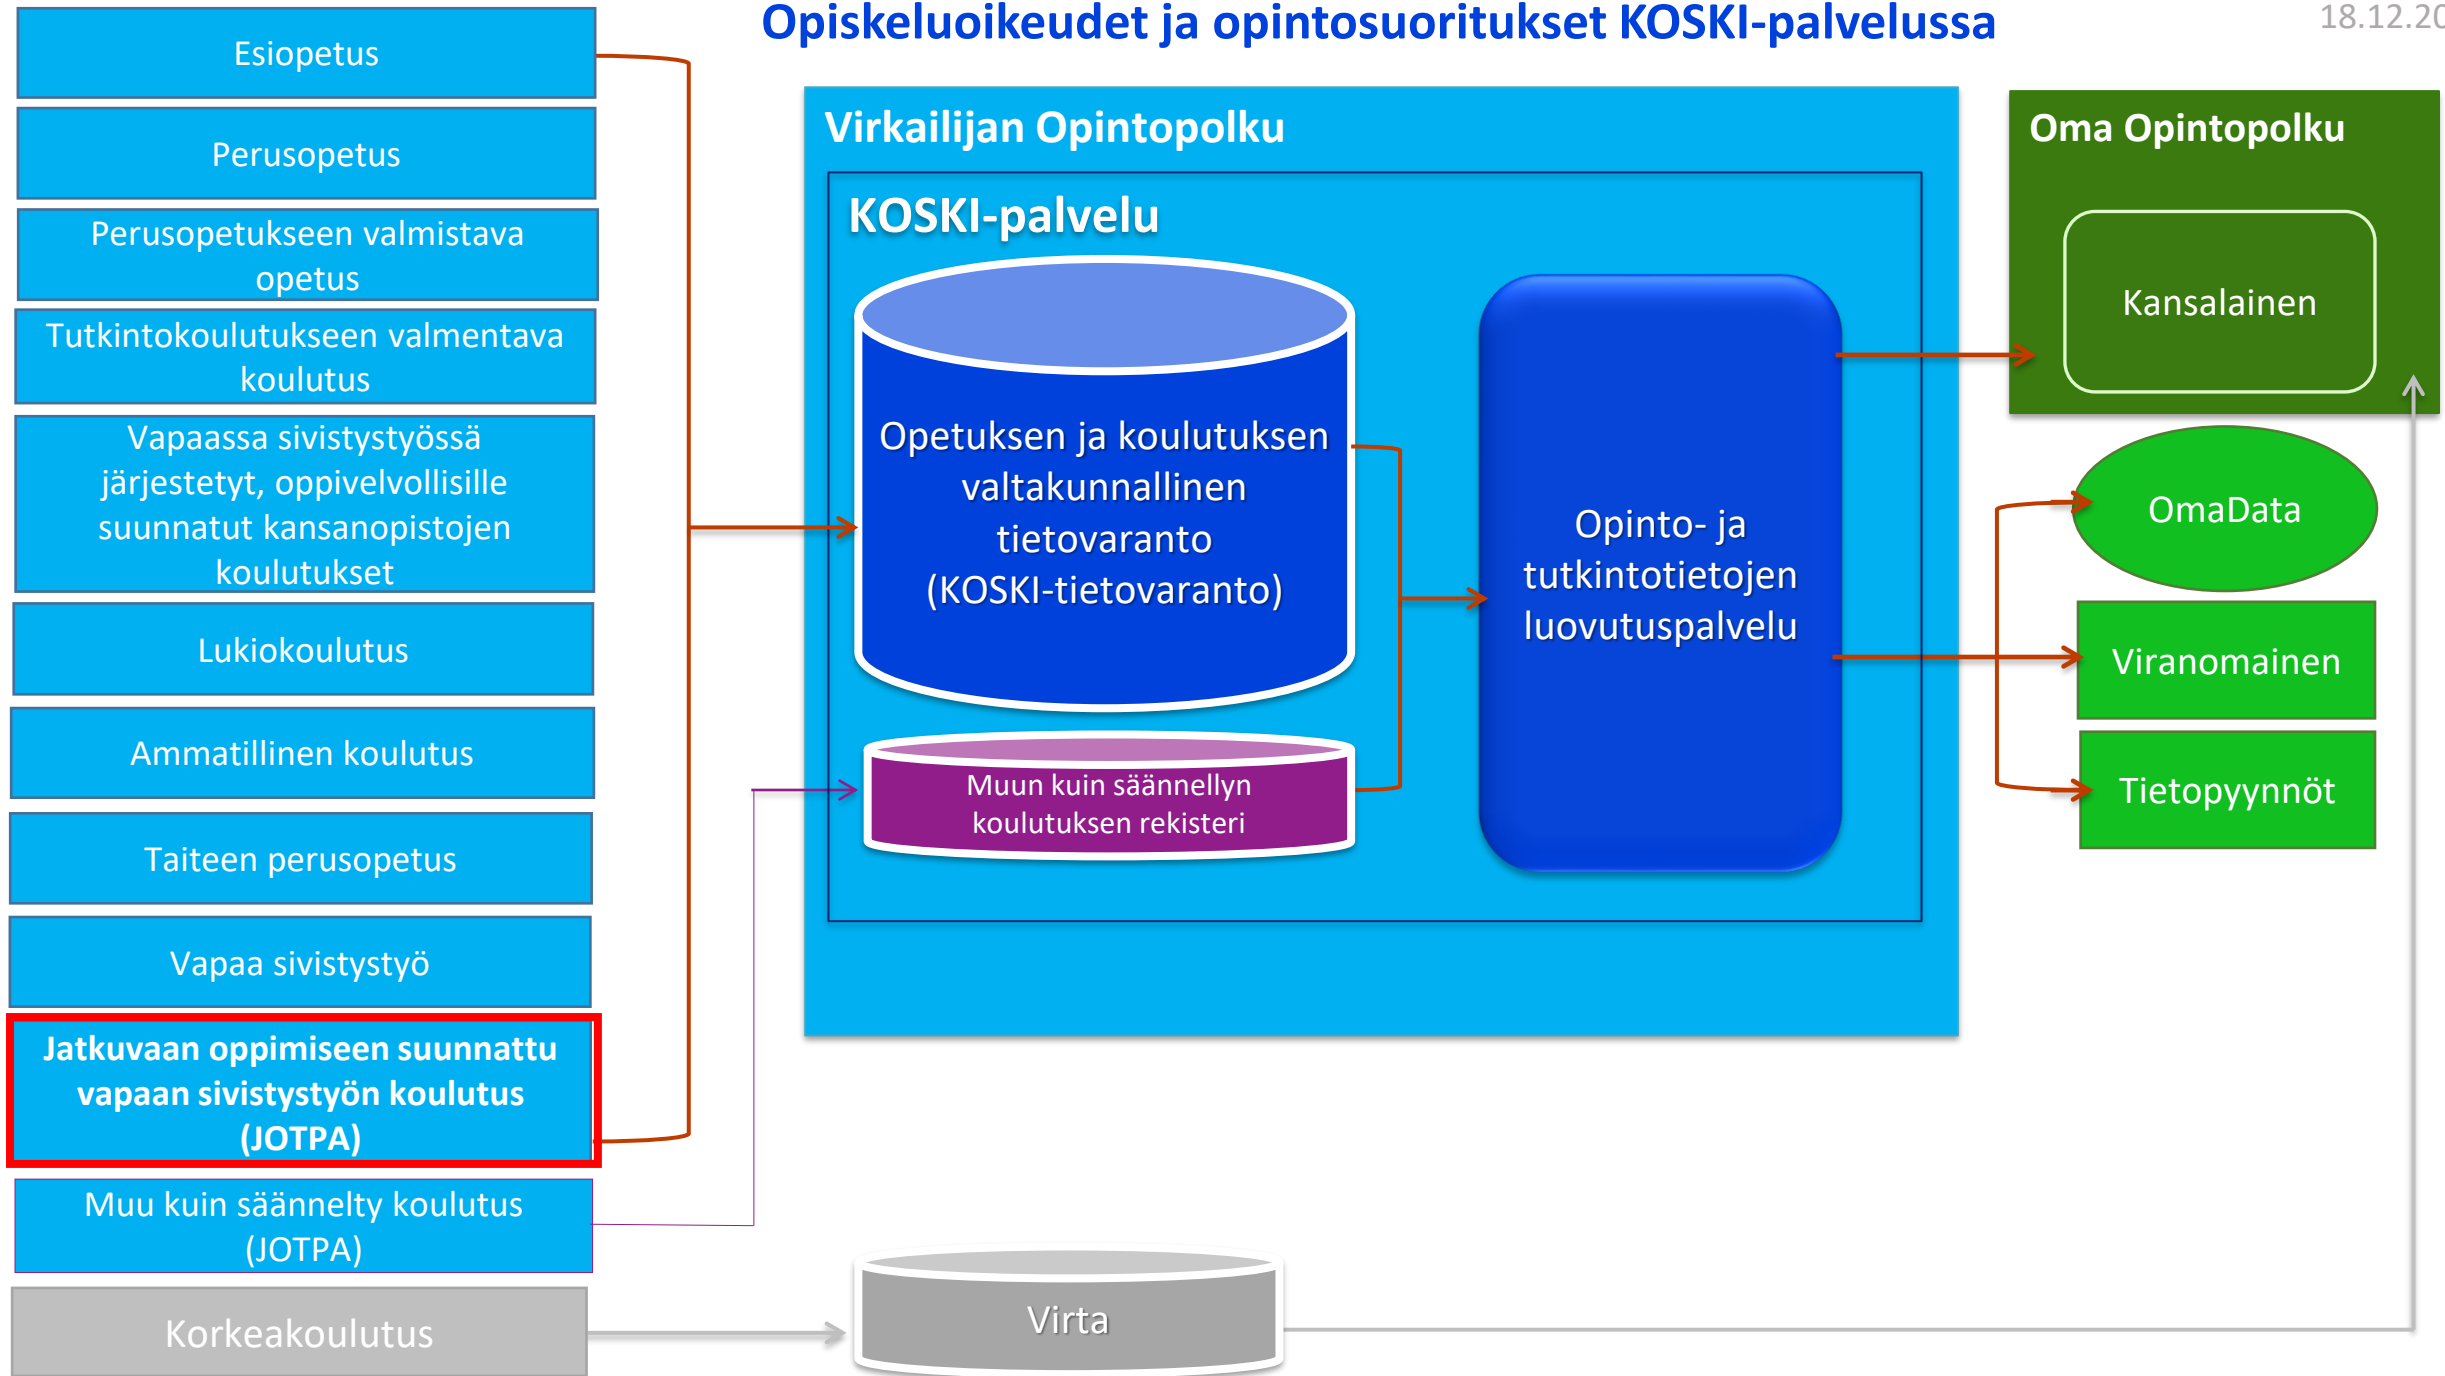 Opiskeluoikeudet ja opintosuoritukset KOSKI-palvelussa
18.12.20
Esiopetus
Perusopetus
Perusopetukseen valmistava
opetus
Tutkintokoulutukseen valmentava
koulutus
Vapaassa sivistystyössä
järjestetyt, oppivelvollisille
suunnatut kansanopistojen
koulutukset
Lukiokoulutus
Ammatillinen koulutus
Taiteen perusopetus
Vapaa sivistystyö
Jatkuvaan oppimiseen suunnattu
vapaan sivistystyön koulutus
(JOTPA)
Muu kuin säännelty koulutus
(JOTPA)
Korkeakoulutus
Virkailijan Opintopolku
KOSKI-palvelu
Opetuksen ja koulutuksen
valtakunnallinen
tietovaranto
(KOSKI-tietovaranto)
Muun kuin säännellyn
koulutuksen rekisteri
Opinto- ja
tutkintotietojen
luovutuspalvelu
Virta
Oma Opintopolku
Kansalainen
OmaData
Viranomainen
Tietopyynnöt